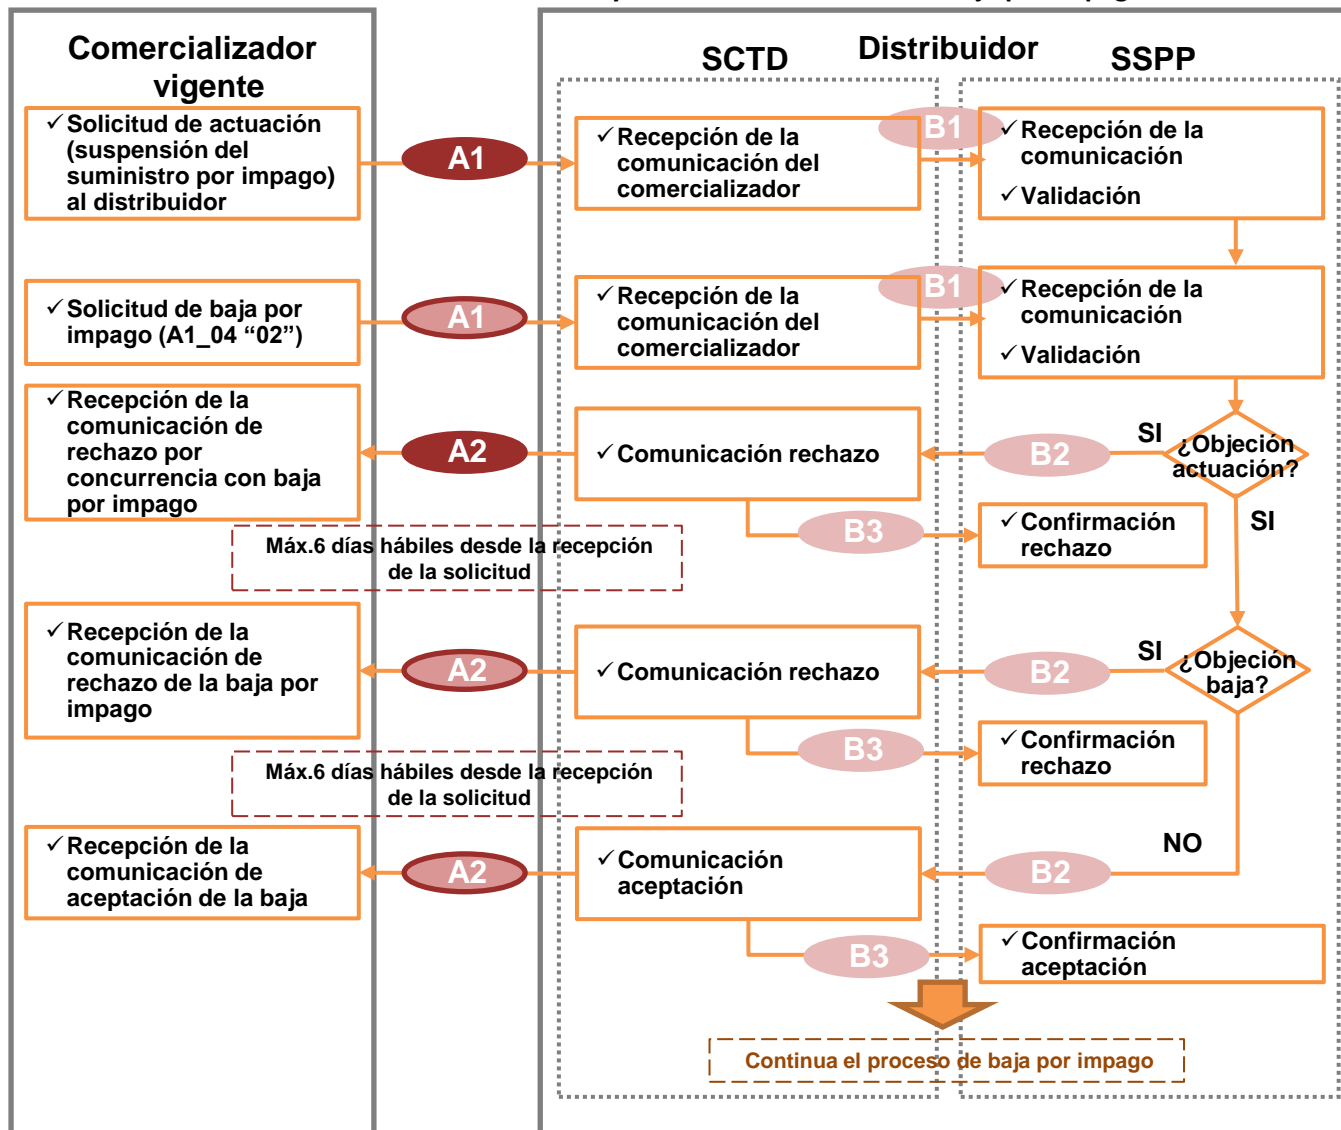 Comercializador
vigente
Distribuidor
SCTD
SSPP
✓ Solicitud de actuación
(suspensión del
suministro por impago)
al distribuidor
A1
✓ Recepción de la
comunicación del
comercializador
B1
✓ Recepción de la
comunicación
✓ Validación
✓ Solicitud de baja por
impago (A1_04 “02”)
A1
✓ Recepción de la
comunicación del
comercializador
B1
✓ Recepción de la
comunicación
✓ Validación
✓ Recepción de la
comunicación de
rechazo por
concurrencia con baja
por impago
A2
✓ Comunicación rechazo
B2
SI
¿Objeción
actuación?
SI
B3
✓ Confirmación
rechazo
Máx.6 días hábiles desde la recepción
de la solicitud
✓ Recepción de la
comunicación de
rechazo de la baja por
impago
A2
✓ Comunicación rechazo
B2
SI
¿Objeción
baja?
B3
✓ Confirmación
rechazo
Máx.6 días hábiles desde la recepción
de la solicitud
✓ Recepción de la
comunicación de
aceptación de la baja
A2
✓ Comunicación
aceptación
B2
NO
B3
✓ Confirmación
aceptación
Continua el proceso de baja por impago